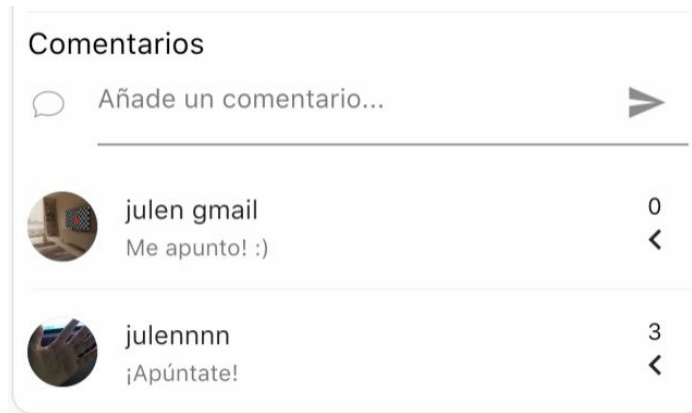 Comentarios
Añade un comentario...
julen gmail
0
Me apunto! :)
julennnn
3
¡Apúntate!